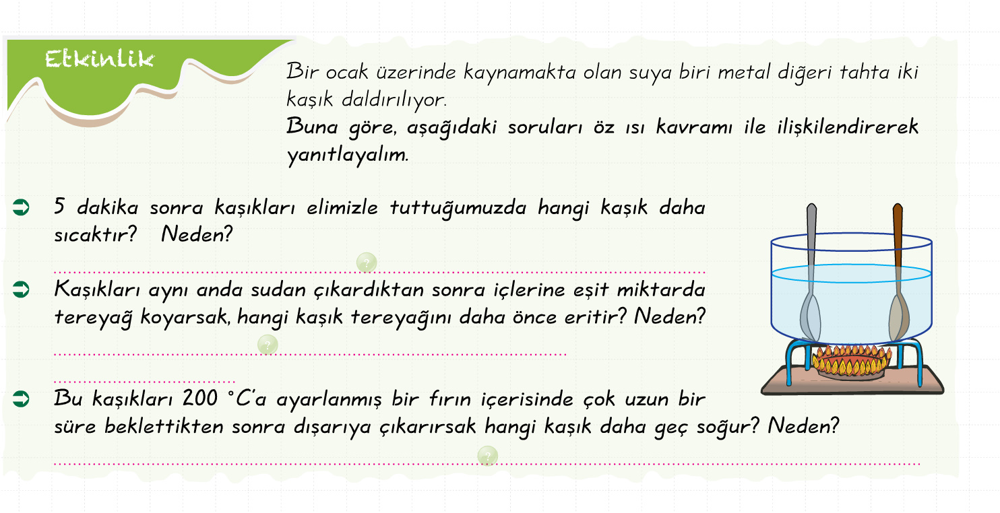 Etkinlik
Bir ocak üzerinde kaynamakta olan suya biri metal diğeri tahta iki
kaşık daldırılıyor.
Buna göre, aşağıdaki soruları öz ısı kavramı ile ilişkilendirerek
yanıtlayalım.
5 dakika sonra kaşıkları elimizle tuttuğumuzda hangi kaşık daha
sıcaktır? Neden?
?
Kaşıkları aynı anda sudan çıkardıktan sonra içlerine eşit miktarda
tereyağ koyarsak, hangi kaşık tereyağını daha önce eritir? Neden?
?
Bu kaşıkları 200 °C'a ayarlanmış bir fırın içerisinde çok uzun bir
süre beklettikten sonra dışarıya çıkarırsak hangi kaşık daha geç soğur? Neden?
?